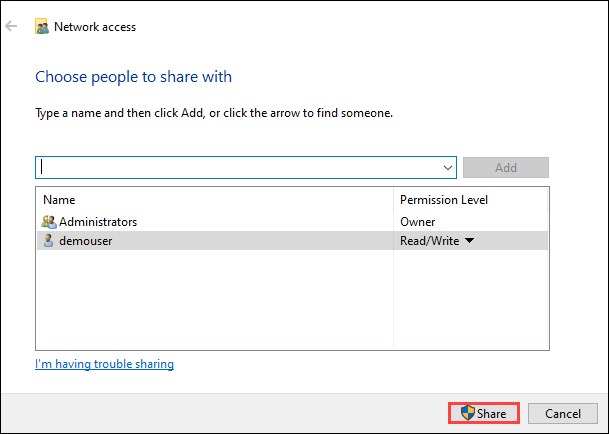 Network access
Choose people to share with
Type a name and then click Add, or click the arrow to find someone.
Add
Name Permission Level
Administrators Owner
demouser Read/Write
I'm having trouble sharing
Share Cancel